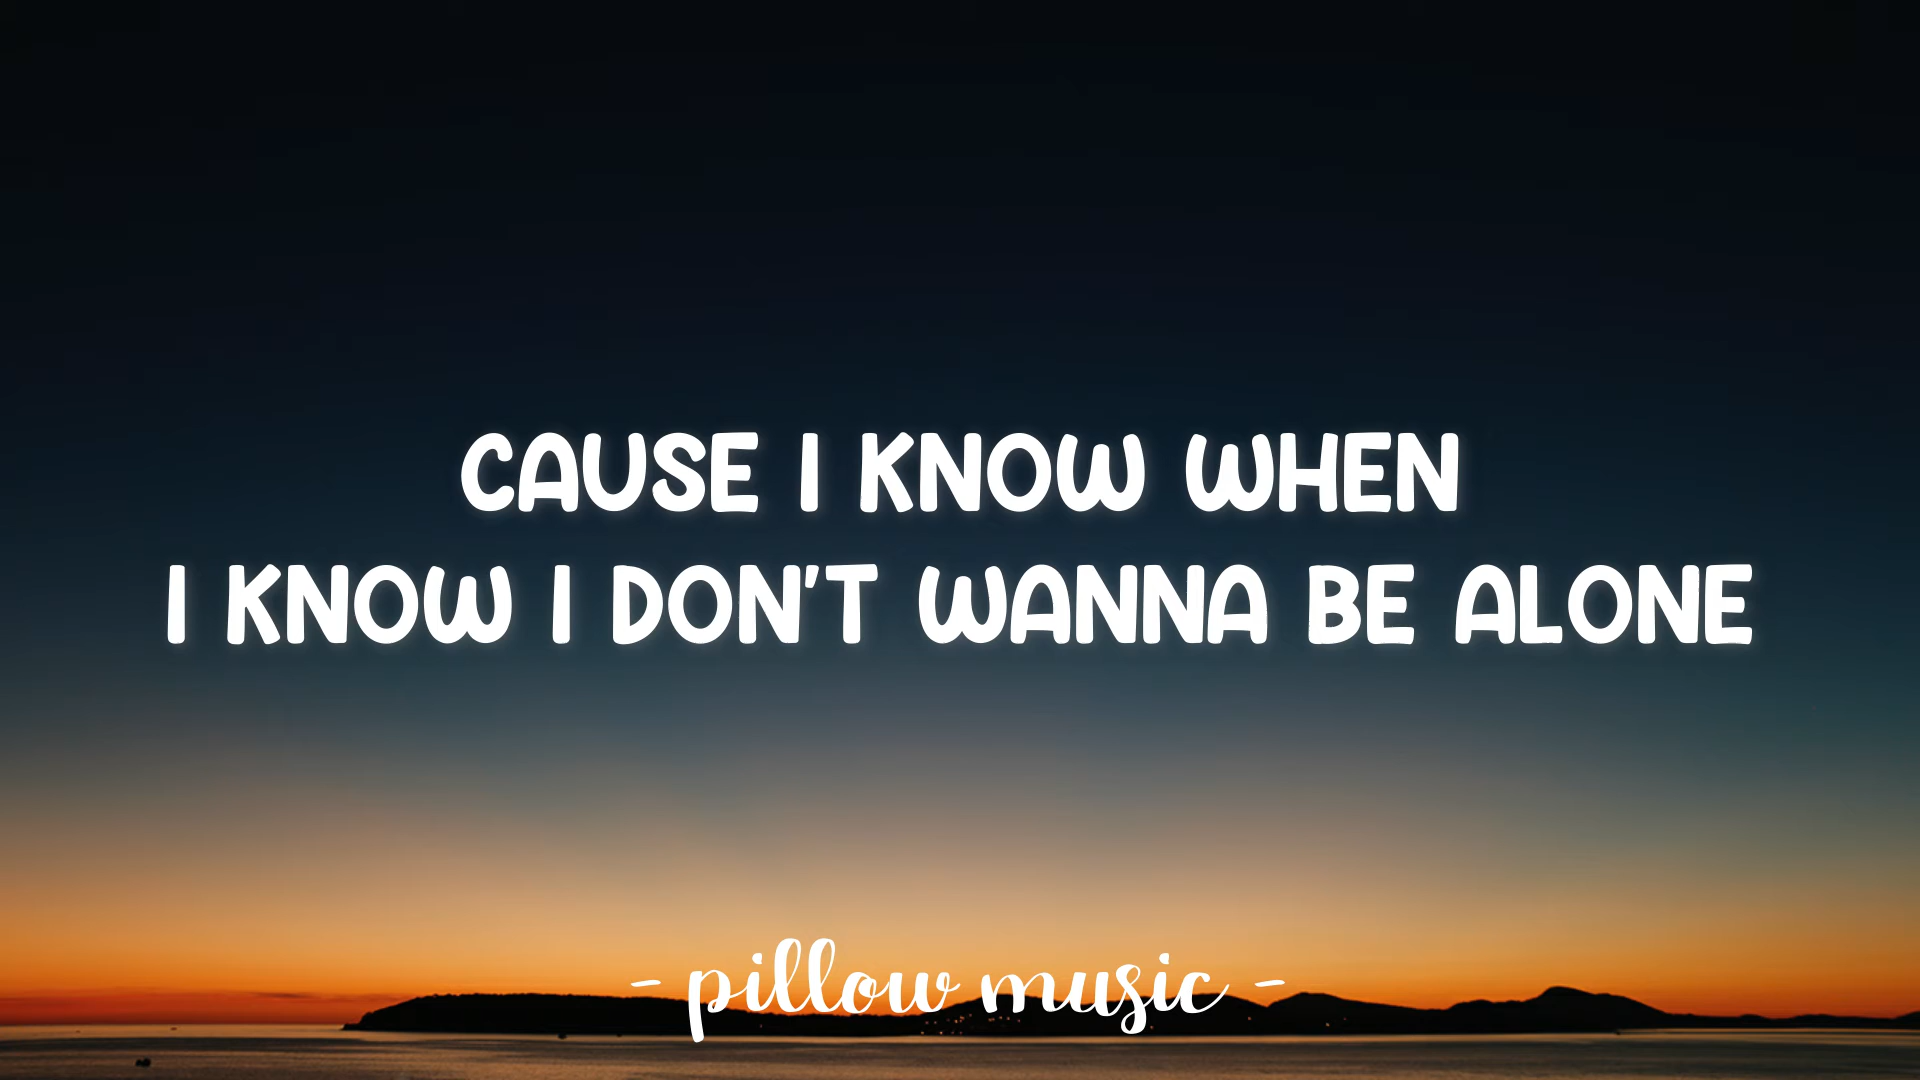 CAUSE I KNOW WHEN
I KNOW I DON'T WANNA BE ALONE
- pillow music -